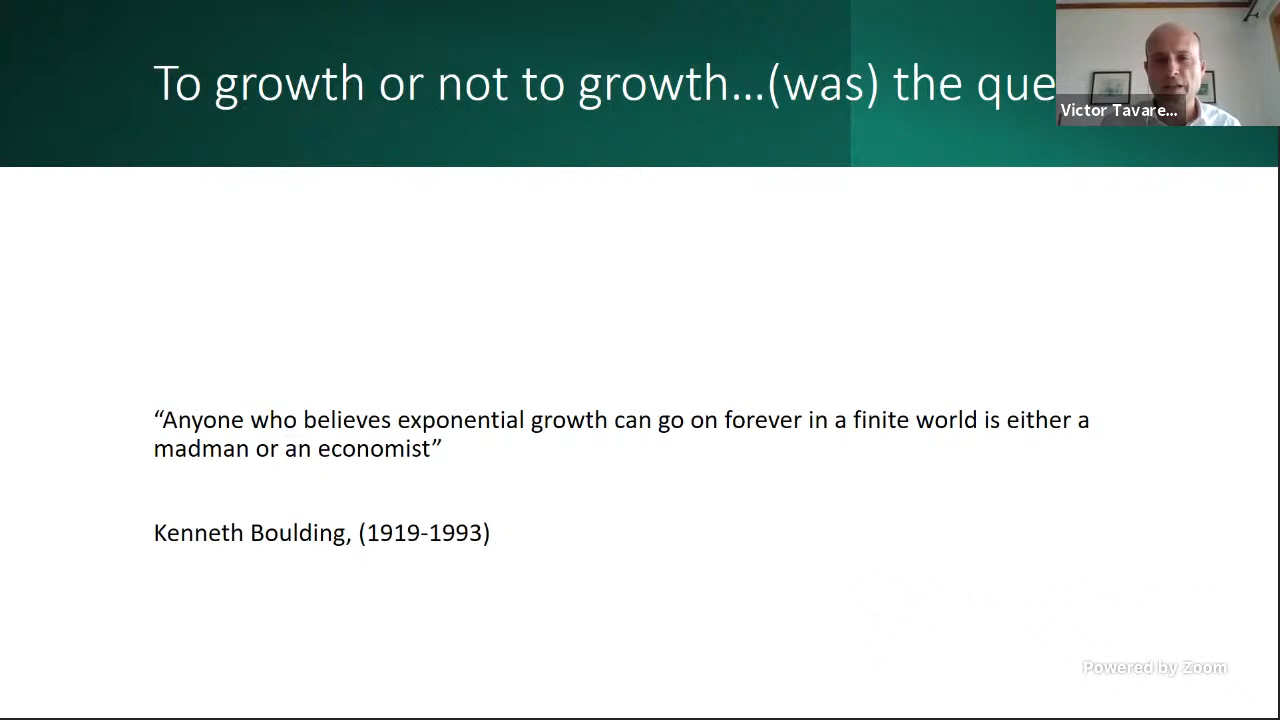 To growth or not to growth...(was) the que
Victor Tavare...
“Anyone who believes exponential growth can go on forever in a finite world is either a
madman or an economist”
Kenneth Boulding, (1919-1993)
Powered by Zoom